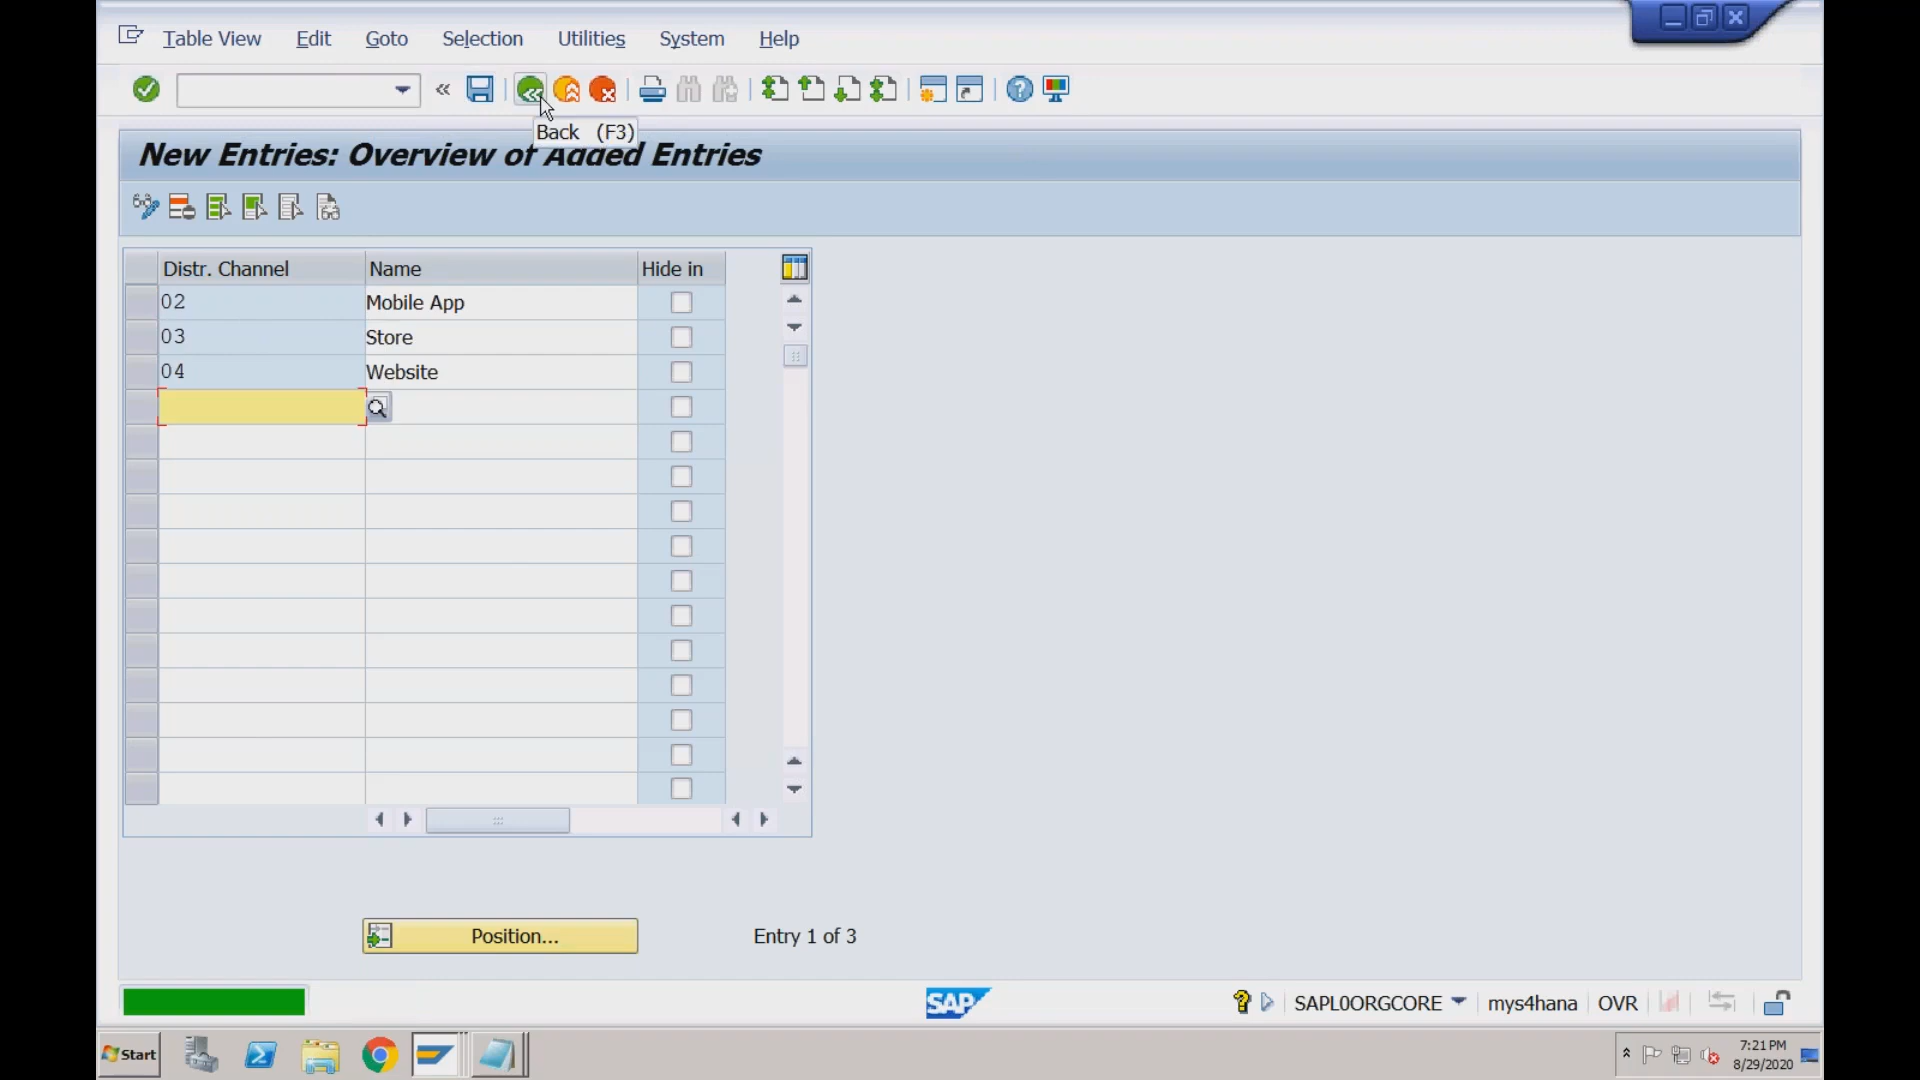 Table View Edit Goto Selection Utilities System Help
Back (F3)
New Entries: Overview of Added Entries
Distr. Channel Name Hide in
02 Mobile App
03 Store
04 Website
Position... Entry 1 of 3
SAP SAPL0ORGCORE mys4hana OVR
Start 7:21 PM
8/29/2020